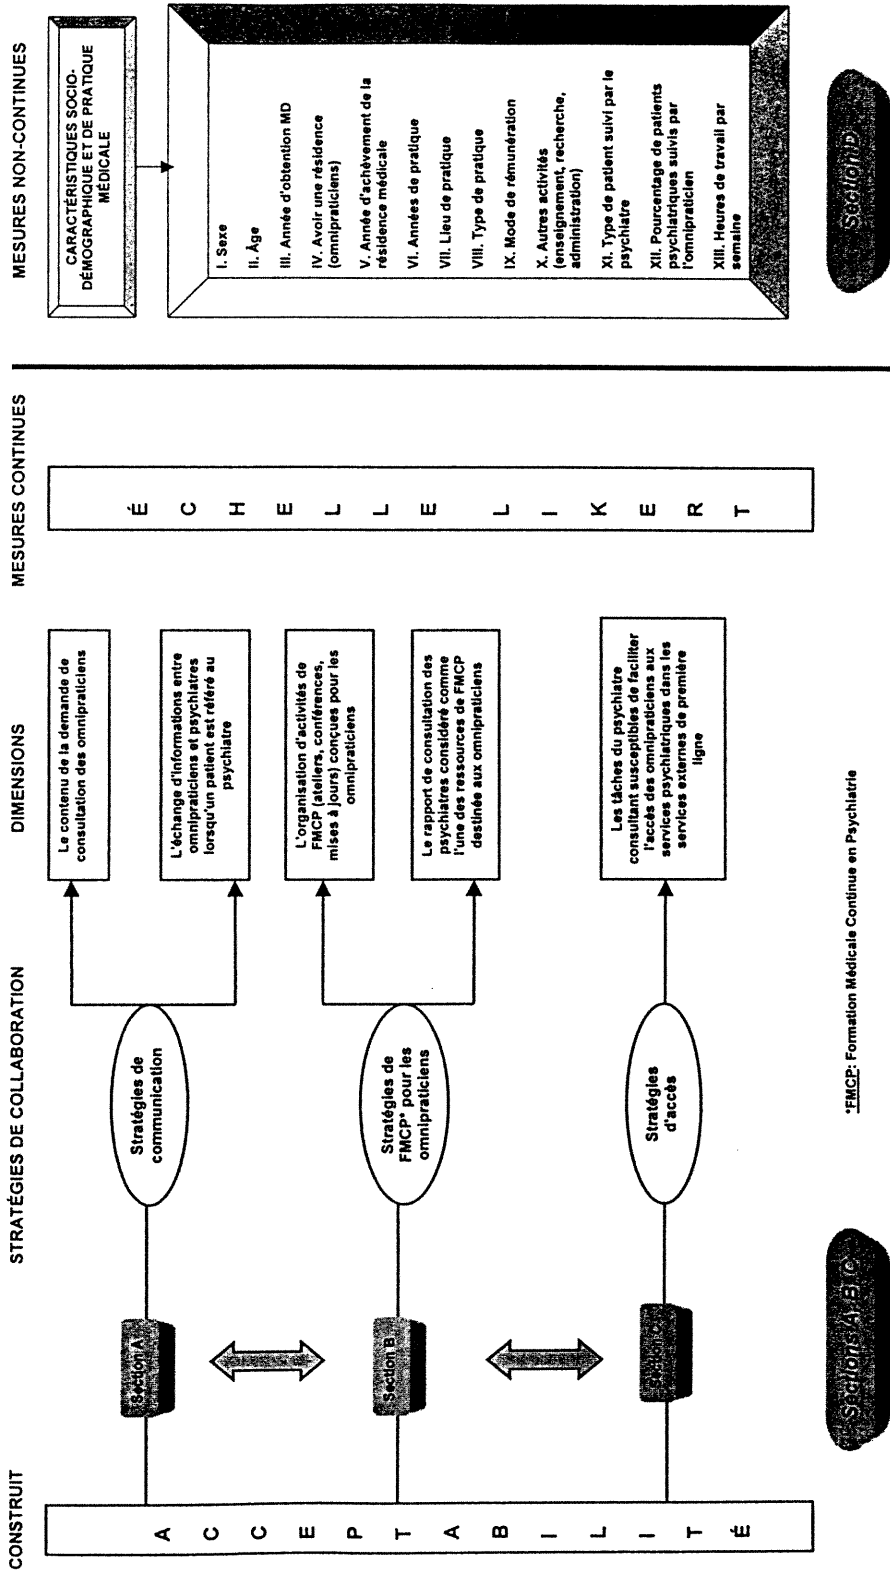 CONSTRUIT
STRATÉGIES DE COLLABORATION
DIMENSIONS
MESURES CONTINUES
MESURES NON-CONTINUES
A
C
C
E
P
T
A
B
I
L
I
T
É
Section A
Section B
Section C
Stratégies de
communication
Stratégies de
FMCP* pour les
omnipraticiens
Stratégies
d'accès
Le contenu de la demande de
consultation des omnipraticiens
L'échange d'informations entre
omnipraticiens et psychiatres
lorsqu'un patient est référé au
psychiatre
L'organisation d'activités de
FMCP (ateliers, conférences,
mises à jours) conçues pour les
omnipraticiens
Le rapport de consultation des
psychiatres considéré comme
l'une des ressources de FMCP
destinée aux omnipraticiens
Les tâches du psychiatre
consultant susceptibles de faciliter
l'accès des omnipraticiens aux
services psychiatriques dans les
services externes de première
ligne
É
C
H
E
L
L
E
L
I
K
E
R
T
CARACTÉRISTIQUES SOCIO-
DÉMOGRAPHIQUE ET DE PRATIQUE
MÉDICALE
I. Sexe
II. Âge
III. Année d'obtention MD
IV. Avoir une résidence
(omnipraticiens)
V. Année d'achèvement de la
résidence médicale
VI. Années de pratique
VII. Lieu de pratique
VIII. Type de pratique
IX. Mode de rémunération
X. Autres activités
(enseignement, recherche,
administration)
XI. Type de patient suivi par le
psychiatre
XII. Pourcentage de patients
psychiatriques suivis par
l'omnipraticien
XIII. Heures de travail par
semaine
Sections A, B, C
*FMCP: Formation Médicale Continue en Psychiatrie
Section D